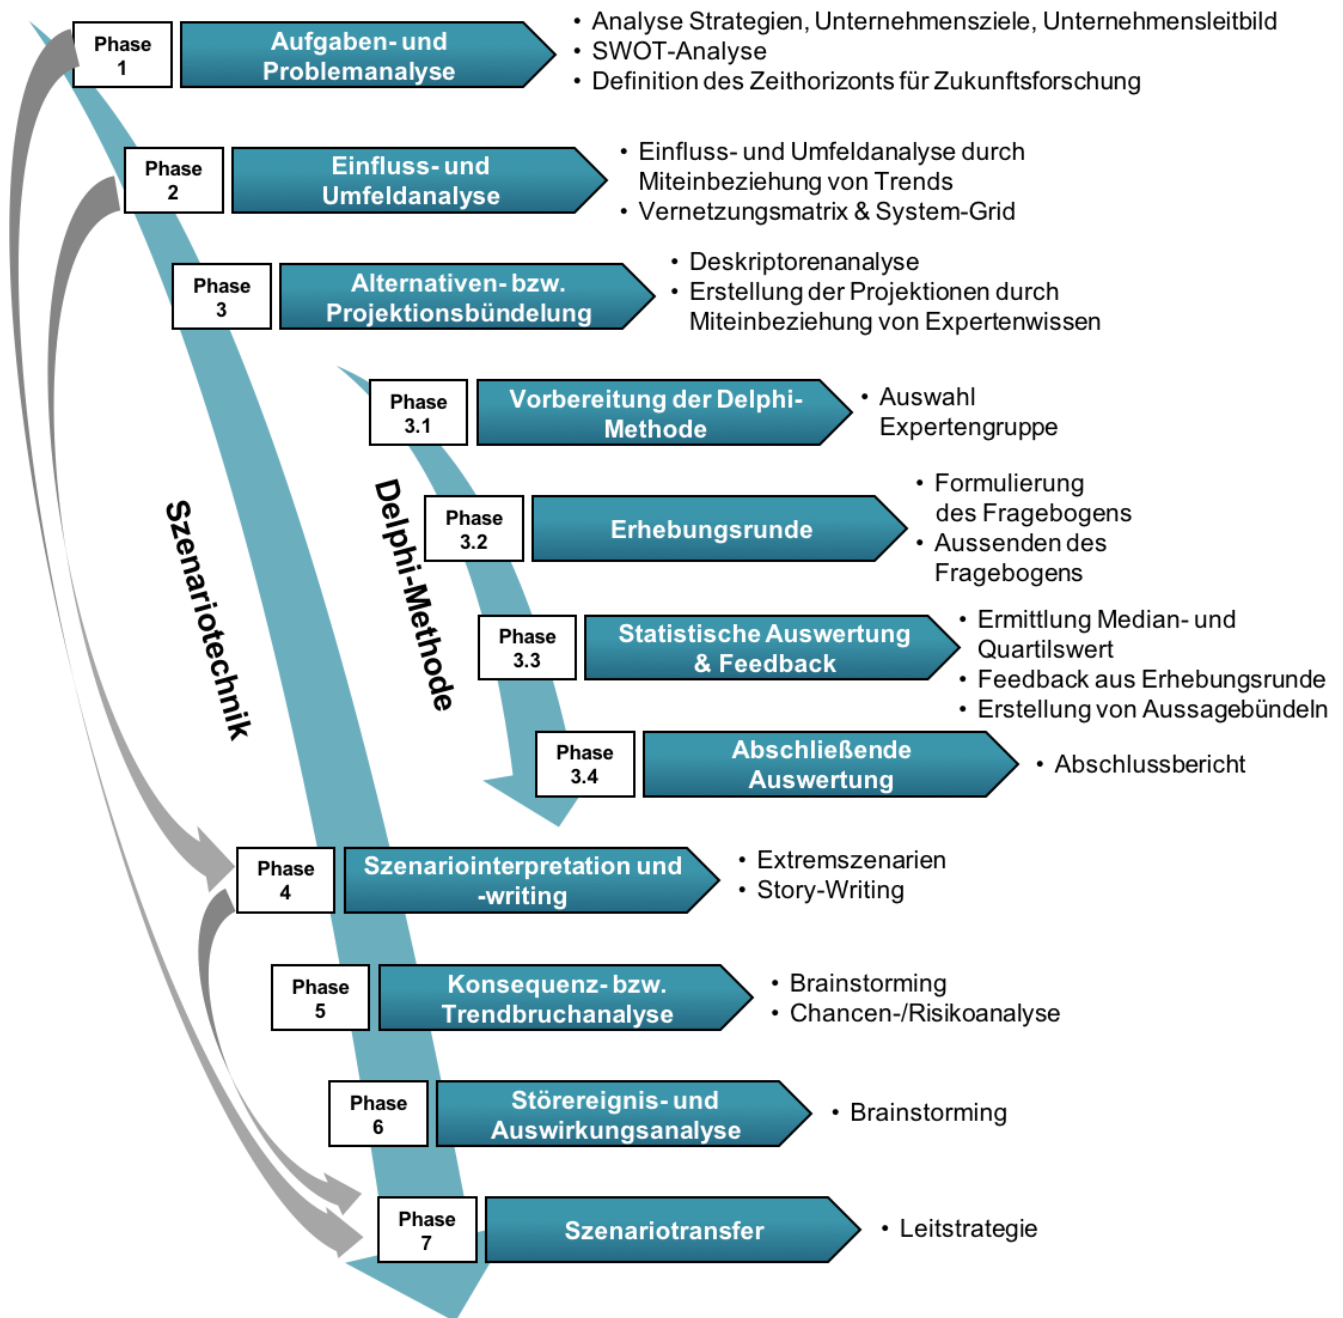 Phase
1
Aufgaben- und
Problemanalyse
• Analyse Strategien, Unternehmensziele, Unternehmensleitbild
• SWOT-Analyse
• Definition des Zeithorizonts für Zukunftsforschung
Phase
2
Einfluss- und
Umfeldanalyse
• Einfluss- und Umfeldanalyse durch
Miteinbeziehung von Trends
• Vernetzungsmatrix & System-Grid
Phase
3
Alternativen- bzw.
Projektionsbündelung
• Deskriptorenanalyse
• Erstellung der Projektionen durch
Miteinbeziehung von Expertenwissen
Phase
3.1
Vorbereitung der Delphi-
Methode
• Auswahl
Expertengruppe
Szenariotechnik
Delphi-Methode
Phase
3.2
Erhebungsrunde
• Formulierung
des Fragebogens
• Aussenden des
Fragebogens
Phase
3.3
Statistische Auswertung
& Feedback
• Ermittlung Median- und
Quartilswert
• Feedback aus Erhebungsrunde
• Erstellung von Aussagebündeln
Phase
3.4
Abschließende
Auswertung
• Abschlussbericht
Phase
4
Szenariointerpretation und
-writing
• Extremszenarien
• Story-Writing
Phase
5
Konsequenz- bzw.
Trendbruchanalyse
• Brainstorming
• Chancen-/Risikoanalyse
Phase
6
Störereignis- und
Auswirkungsanalyse
• Brainstorming
Phase
7
Szenariotransfer
• Leitstrategie